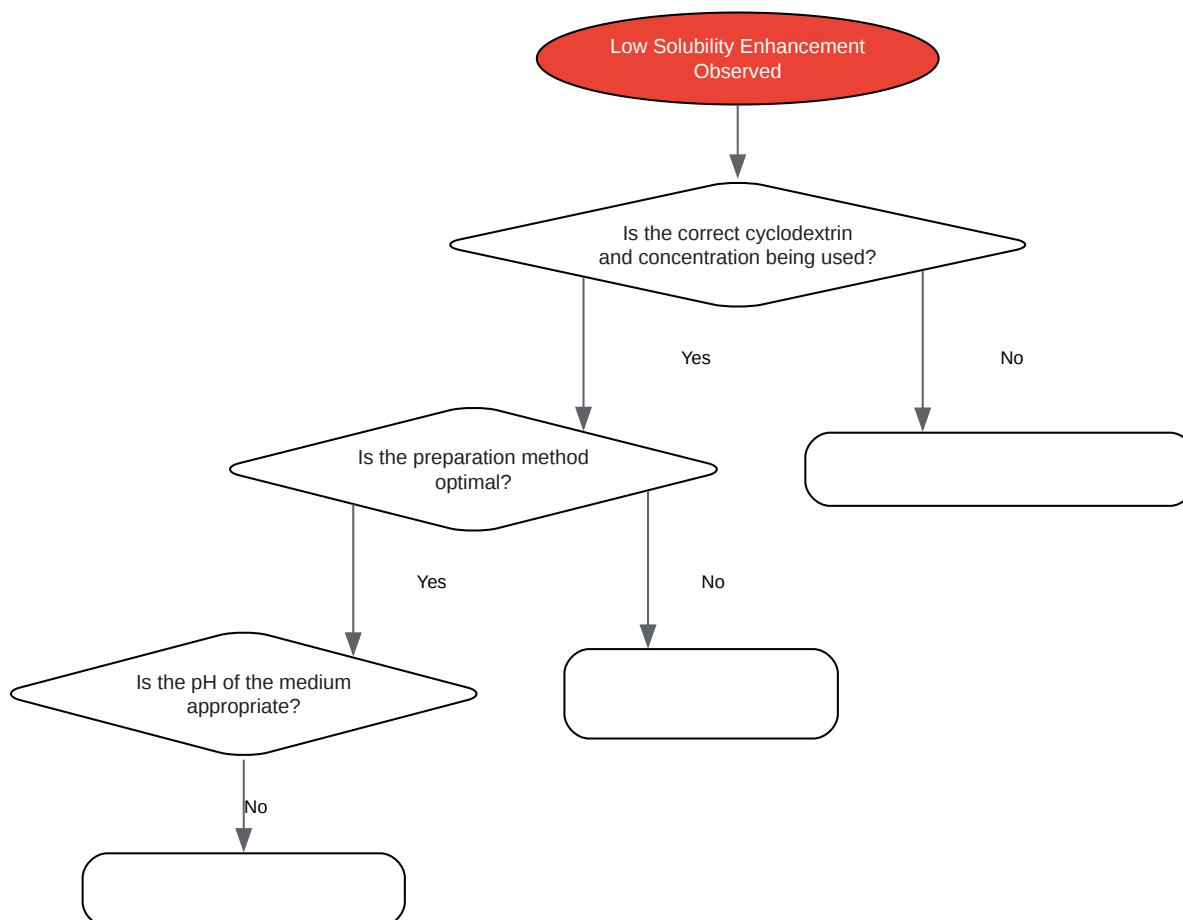 Low Solubility Enhancement
Observed
Is the correct cyclodextrin
and concentration being used?
Yes
No
Is the preparation method
optimal?
Yes
No
Is the pH of the medium
appropriate?
No